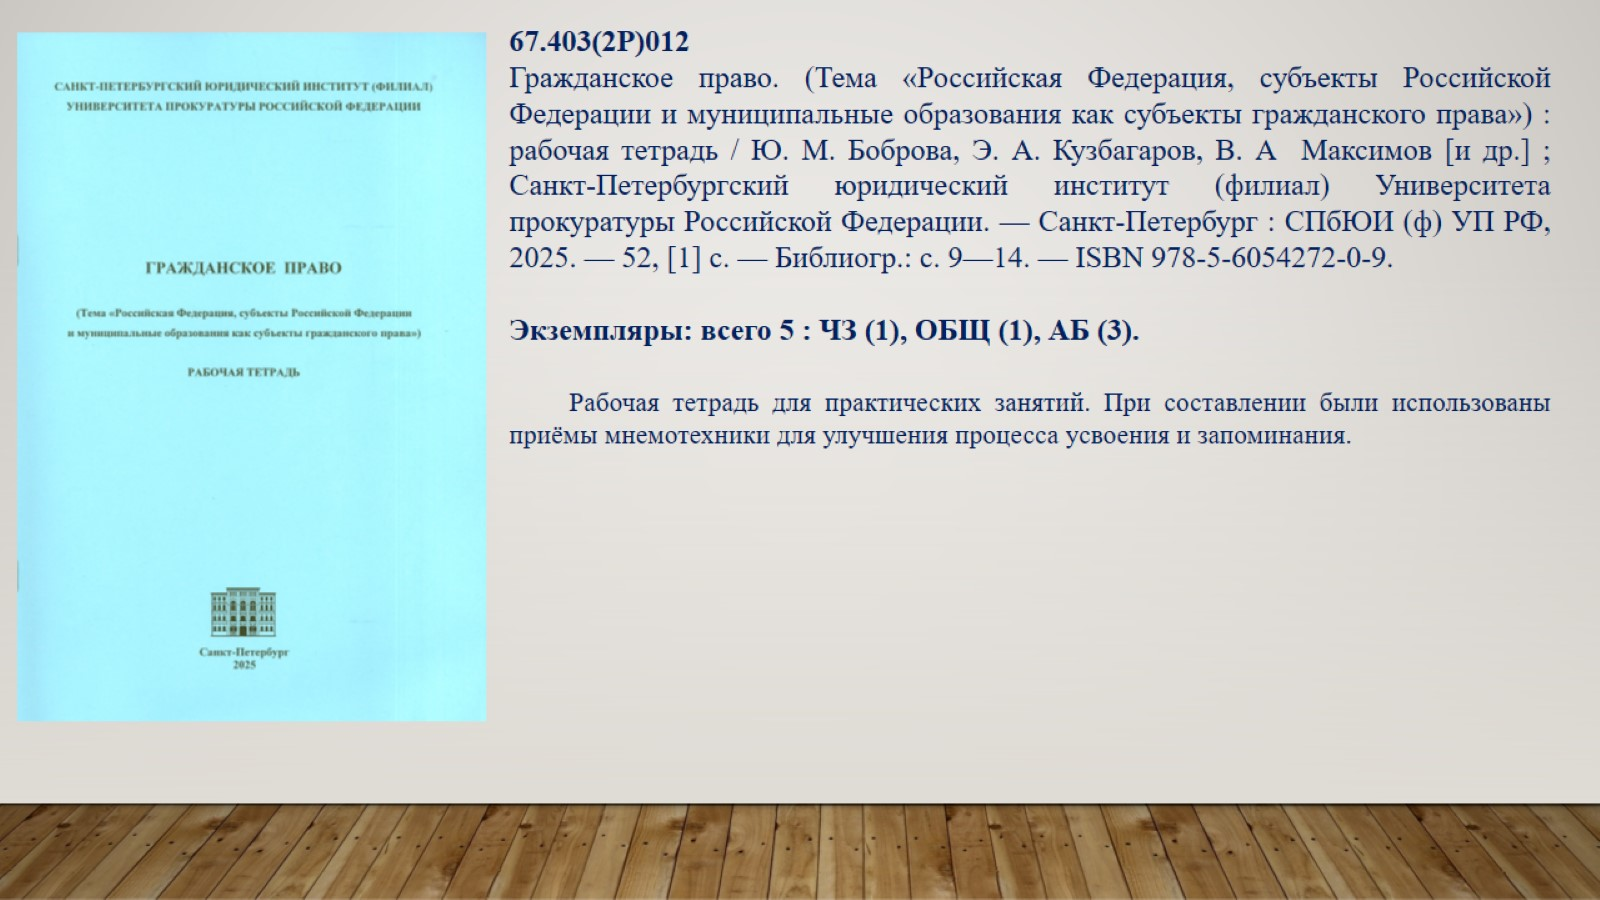 САНКТ-ПЕТЕРБУРГСКИЙ ЮРИДИЧЕСКИЙ ИНСТИТУТ (ФИЛИАЛ)
УНИВЕРСИТЕТА ПРОКУРАТУРЫ РОССИЙСКОЙ ФЕДЕРАЦИИ
ГРАЖДАНСКОЕ ПРАВО
(Тема «Российская Федерация, субъекты Российской Федерации
и муниципальные образования как субъекты гражданского права»)
РАБОЧАЯ ТЕТРАДЬ
Санкт-Петербург
2025
67.403(2Р)012
Гражданское право. (Тема «Российская Федерация, субъекты Российской
Федерации и муниципальные образования как субъекты гражданского права») :
рабочая тетрадь / Ю. М. Боброва, Э. А. Кузбагаров, В. А Максимов [и др.] ;
Санкт-Петербургский юридический институт (филиал) Университета
прокуратуры Российской Федерации. — Санкт-Петербург : СПбЮИ (ф) УП РФ,
2025. — 52, [1] с. — Библиогр.: с. 9—14. — ISBN 978-5-6054272-0-9.
Экземпляры: всего 5 : ЧЗ (1), ОБЩ (1), АБ (3).
Рабочая тетрадь для практических занятий. При составлении были использованы
приёмы мнемотехники для улучшения процесса усвоения и запоминания.